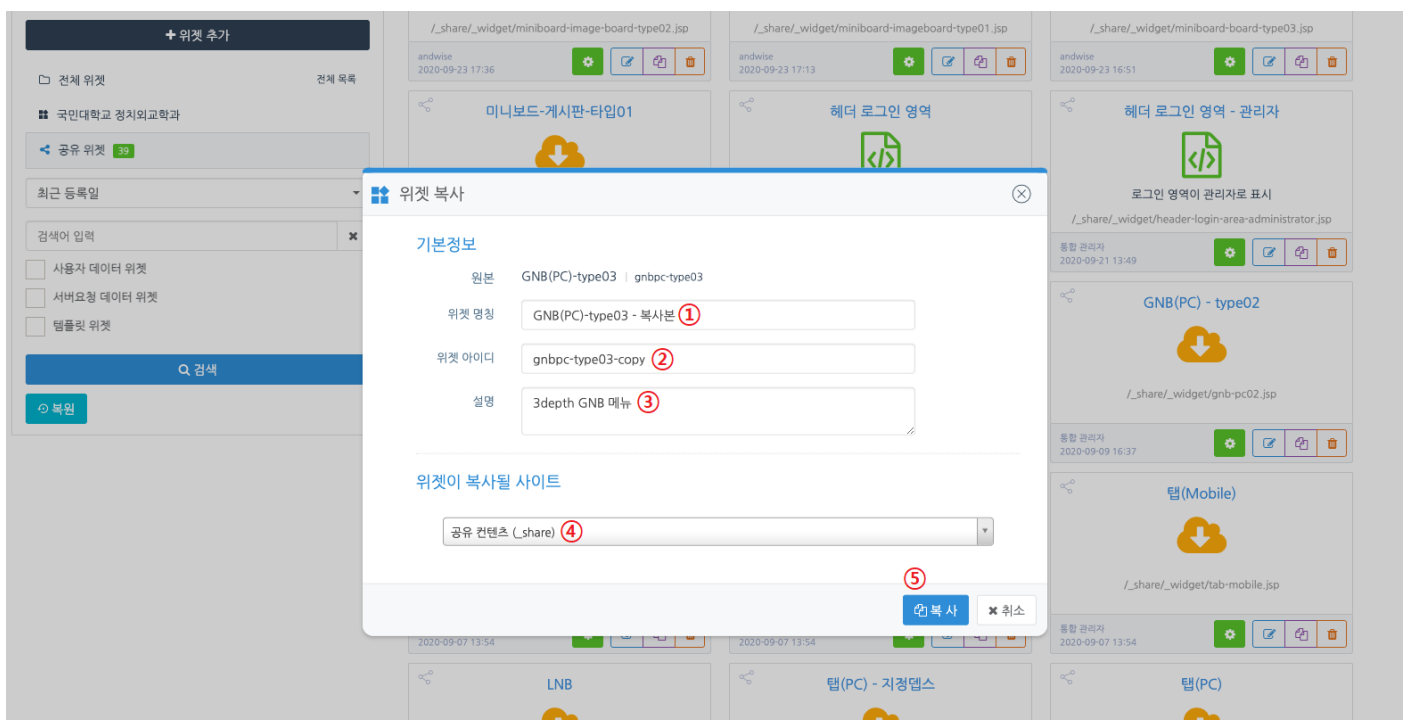 위젯 추가
전체 위젯
전체 목록
국민대학교 정치외교학과
공유 위젯 39
최근 등록일
검색어 입력
사용자 데이터 위젯
서버요청 데이터 위젯
템플릿 위젯
검색
복원
/_share/_widget/miniboard-image-board-type02.jsp
andwise
2020-09-23 17:36
/_share/_widget/miniboard-imageboard-type01.jsp
andwise
2020-09-23 17:13
/_share/_widget/miniboard-board-type03.jsp
andwise
2020-09-23 16:51
미니보드-게시판-타입01
헤더 로그인 영역
헤더 로그인 영역 - 관리자
로그인 영역이 관리자로 표시
/_share/_widget/header-login-area-administrator.jsp
통합 관리자
2020-09-21 13:49
위젯 복사
기본정보
원본 GNB(PC)-type03 | gnbpc-type03
위젯 명칭 GNB(PC)-type03 - 복사본 ①
위젯 아이디 gnbpc-type03-copy ②
설명 3depth GNB 메뉴 ③
위젯이 복사될 사이트
공유 컨텐츠 (_share) ④
⑤
복 사
취소
GNB(PC) - type02
/_share/_widget/gnb-pc02.jsp
통합 관리자
2020-09-09 16:37
탭(Mobile)
/_share/_widget/tab-mobile.jsp
2020-09-07 13:54
2020-09-07 13:54
통합 관리자
2020-09-07 13:54
LNB
탭(PC) - 지정뎁스
탭(PC)